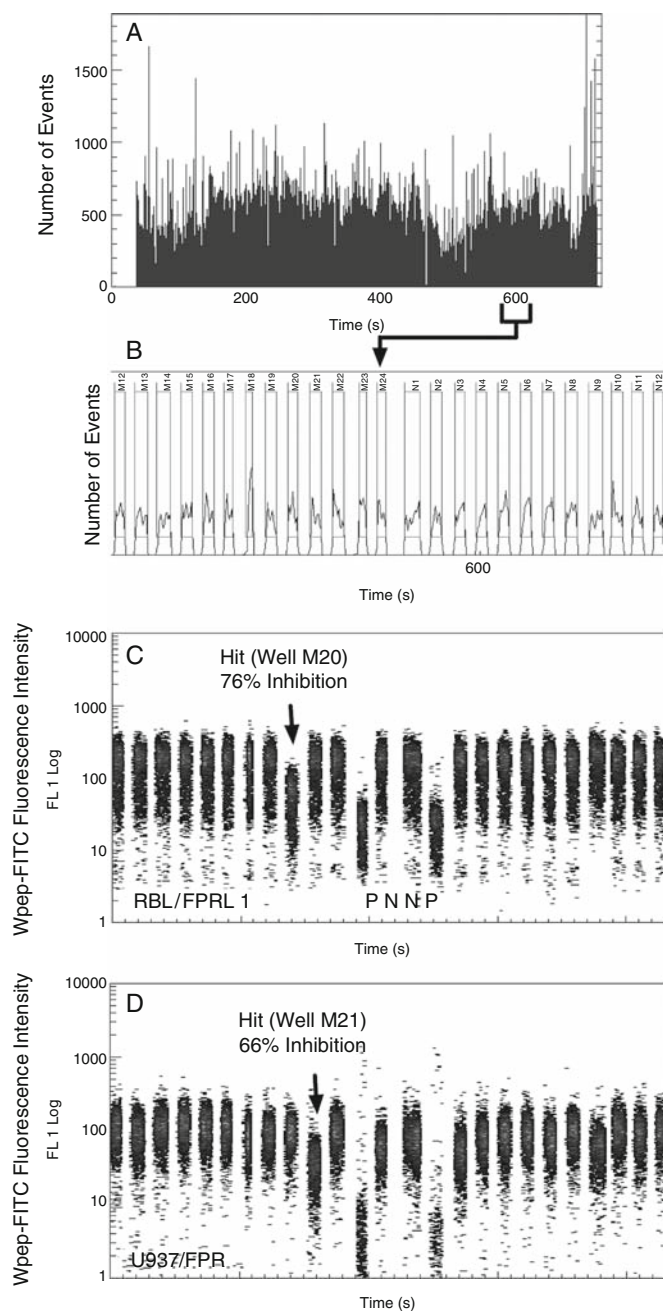 A
Number of Events
1500
1000
500
0
0 200 400 600
Time (s)
B
Number of Events
M12 M13 M14 M15 M16 M17 M18 M19 M20 M21 M22 M23 M24 N1 N2 N3 N4 N5 N6 N7 N8 N9 N10 N11 N12
600
Time (s)
C
Wpep-FITC Fluorescence Intensity
FL 1 Log
10000
1000
100
10
1
Hit (Well M20)
76% Inhibition
RBL/FPRL 1
P N N P
Time (s)
D
Wpep-FITC Fluorescence Intensity
FL 1 Log
10000
1000
100
10
1
Hit (Well M21)
66% Inhibition
U937/FPR
Time (s)